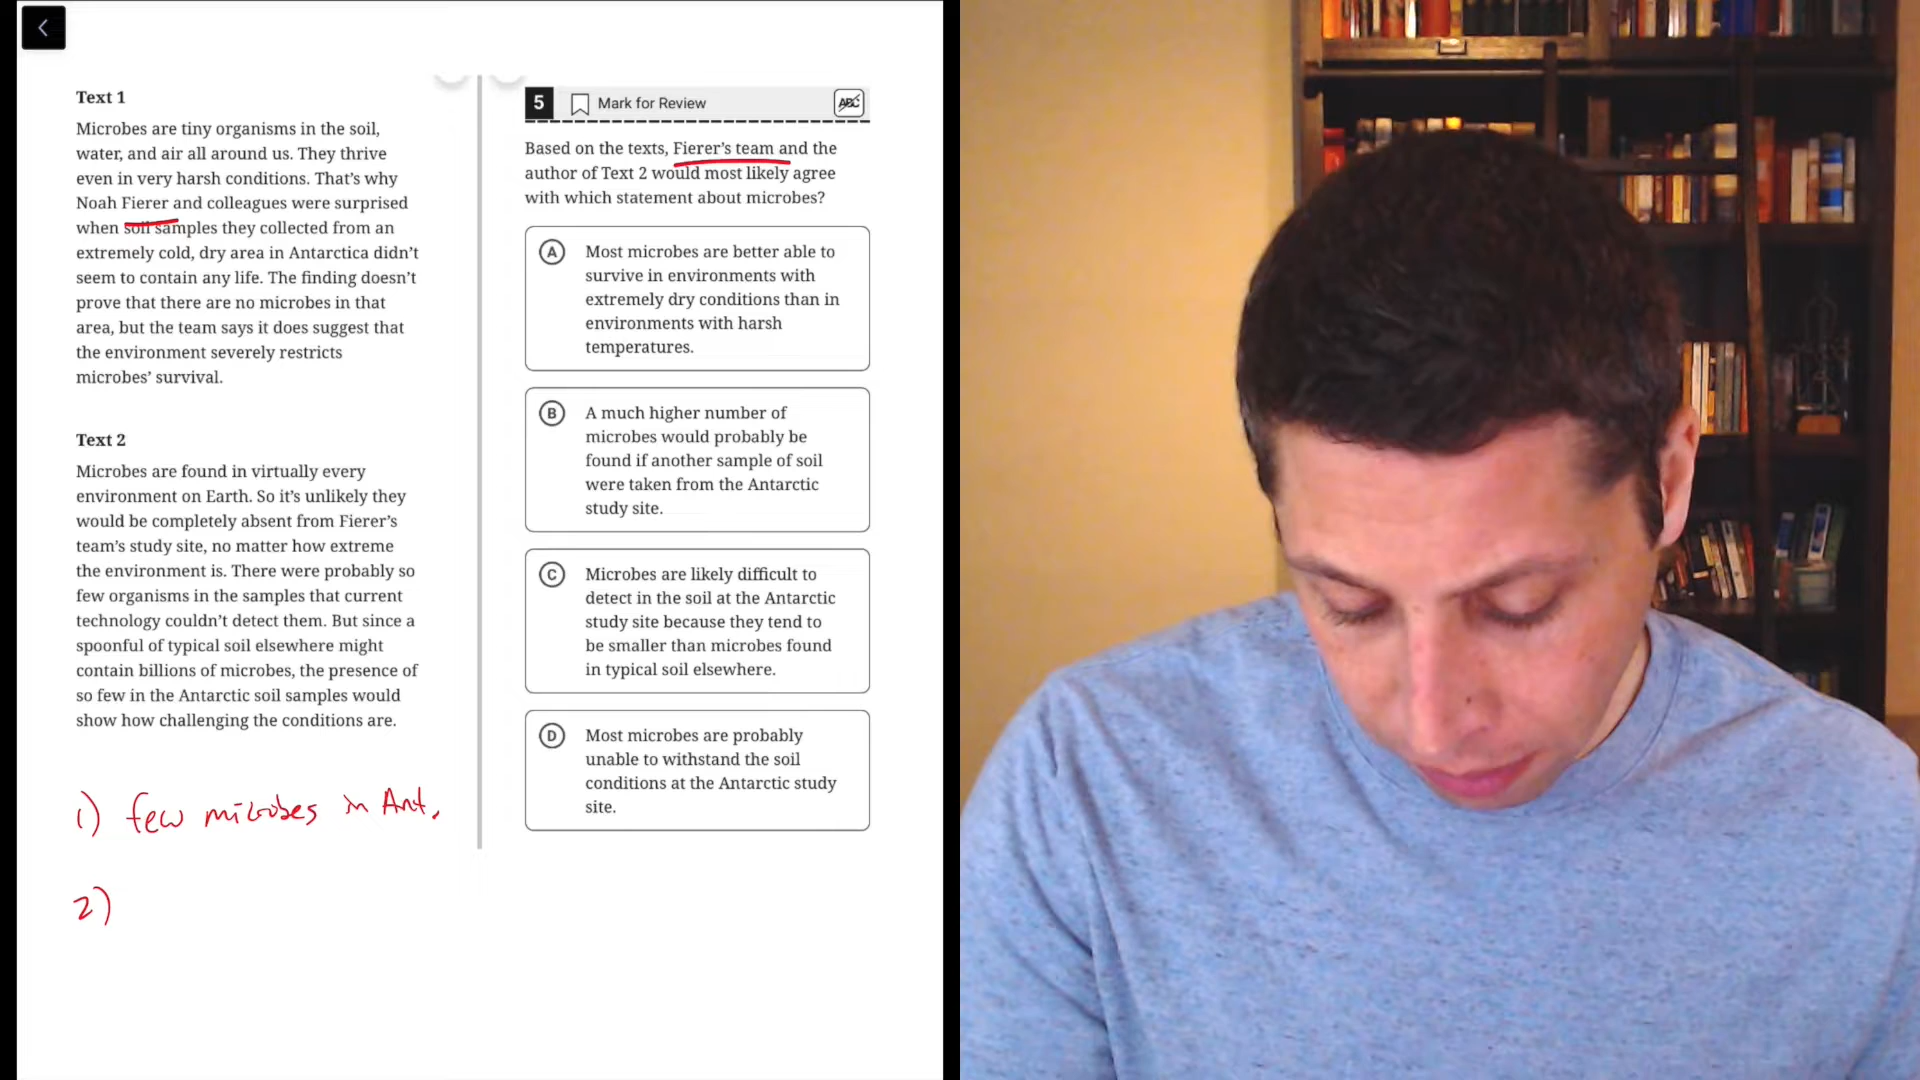 Text 1
Microbes are tiny organisms in the soil,
water, and air all around us. They thrive
even in very harsh conditions. That's why
Noah Fierer and colleagues were surprised
when soil samples they collected from an
extremely cold, dry area in Antarctica didn't
seem to contain any life. The finding doesn't
prove that there are no microbes in that
area, but the team says it does suggest that
the environment severely restricts
microbes' survival.
Text 2
Microbes are found in virtually every
environment on Earth. So it's unlikely they
would be completely absent from Fierer's
team's study site, no matter how extreme
the environment is. There were probably so
few organisms in the samples that current
technology couldn't detect them. But since a
spoonful of typical soil elsewhere might
contain billions of microbes, the presence of
so few in the Antarctic soil samples would
show how challenging the conditions are.
1) few microbes in Ant.
2)
5 Mark for Review ABC
Based on the texts, Fierer's team and the
author of Text 2 would most likely agree
with which statement about microbes?
A Most microbes are better able to
survive in environments with
extremely dry conditions than in
environments with harsh
temperatures.
B A much higher number of
microbes would probably be
found if another sample of soil
were taken from the Antarctic
study site.
C Microbes are likely difficult to
detect in the soil at the Antarctic
study site because they tend to
be smaller than microbes found
in typical soil elsewhere.
D Most microbes are probably
unable to withstand the soil
conditions at the Antarctic study
site.